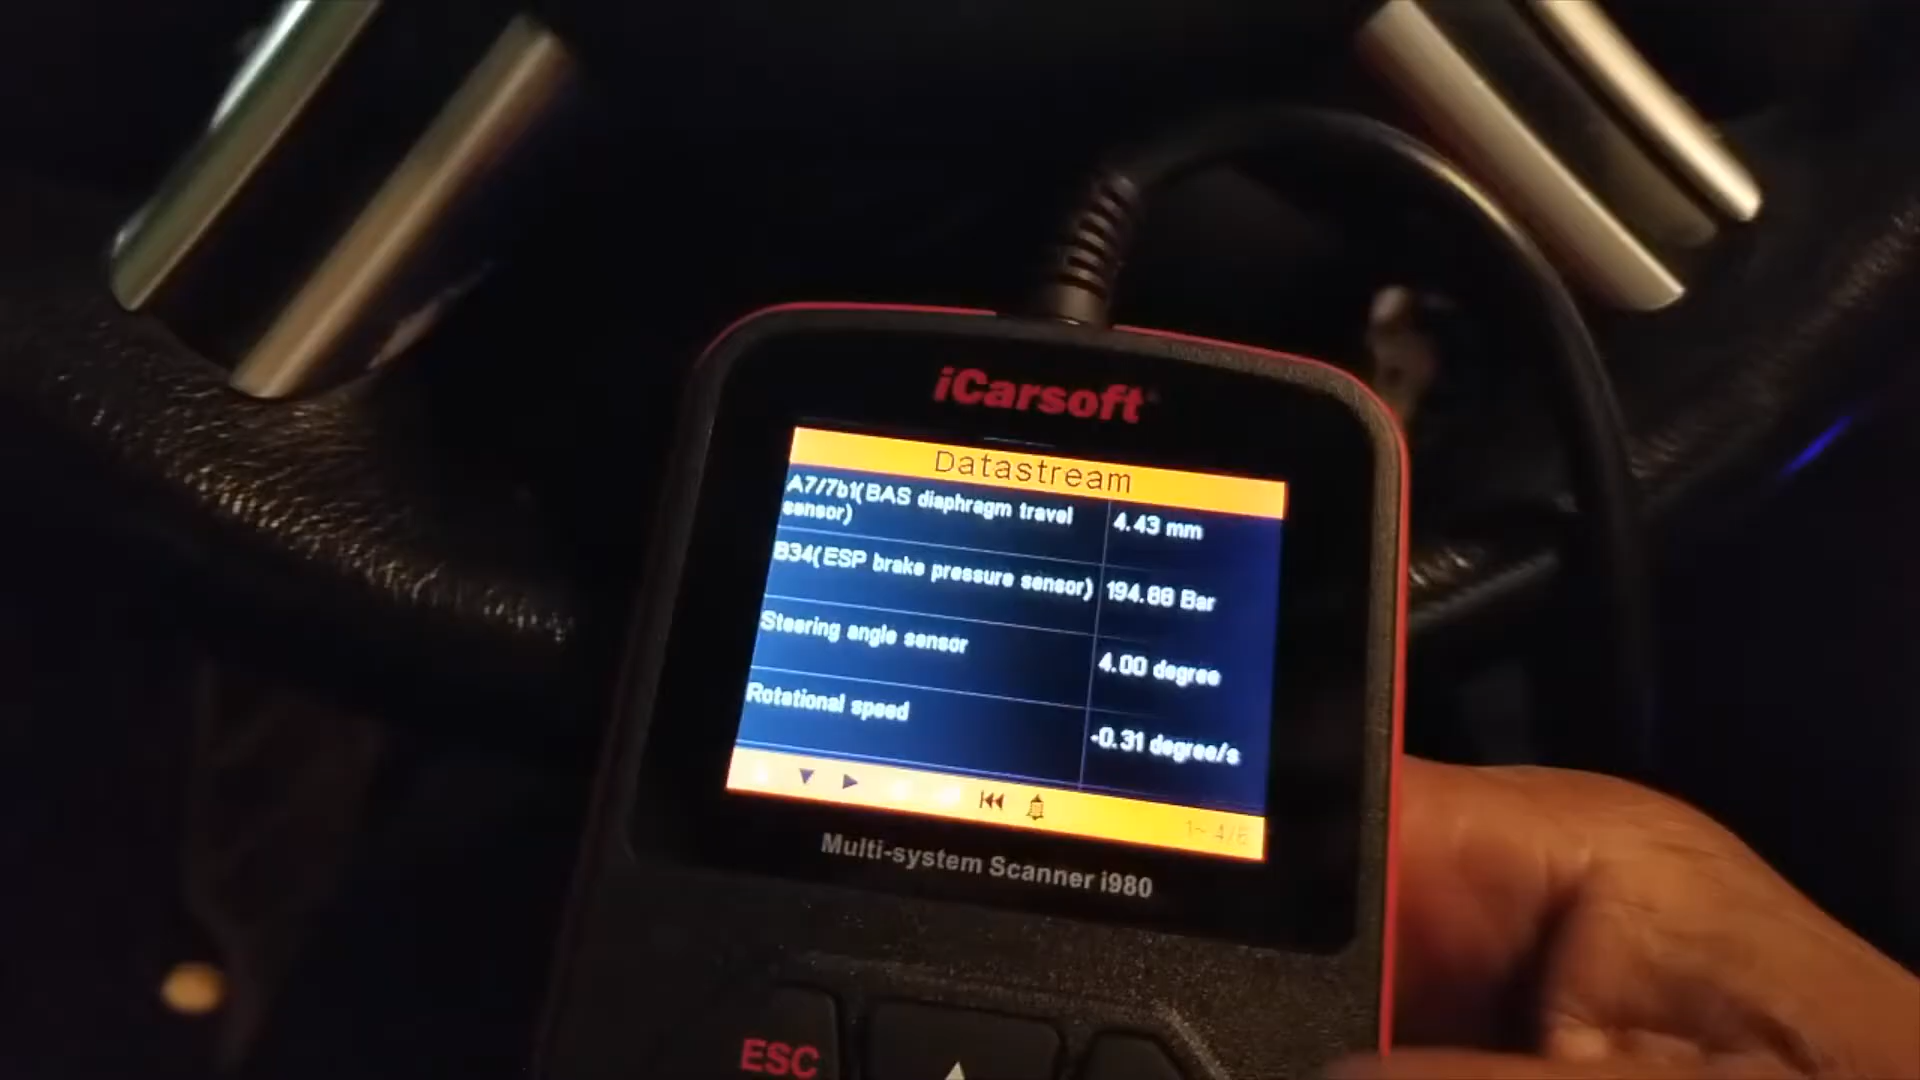 iCarsoft
Datastream
A7/7b1(BAS diaphragm travel
sensor)
4.43 mm
B34(ESP brake pressure sensor)
194.88 Bar
Steering angle sensor
4.00 degree
Rotational speed
-0.31 degree/s
Multi-system Scanner i980
ESC